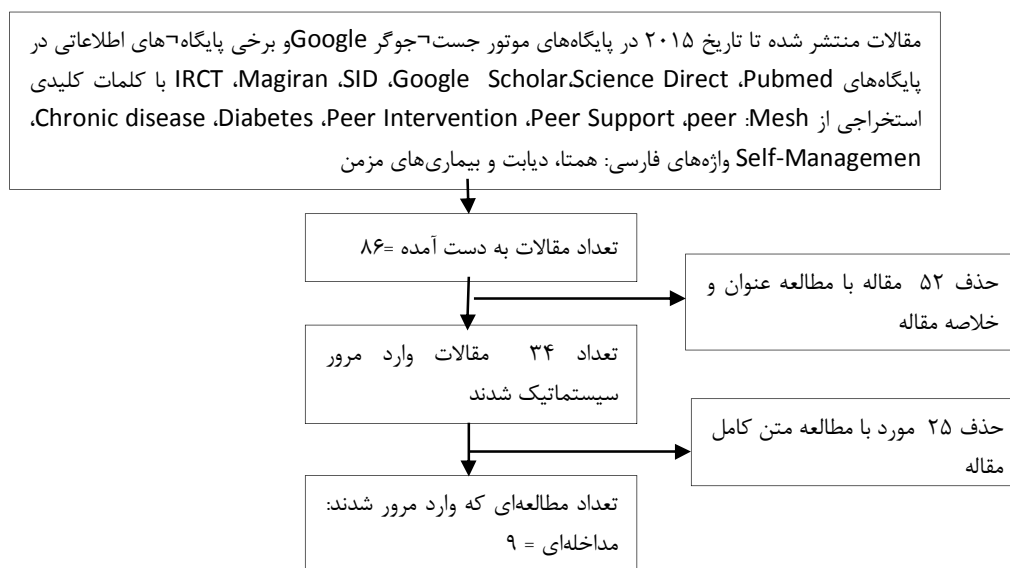 مقالات منتشر شده تا تاریخ ۲۰۱۵ در پایگاه‌های موتور جست¬جوگر Googleو برخی پایگاه¬های اطلاعاتی در
پایگاه‌های Pubmed، Science Direct،Google Scholar، SID، Magiran، IRCT با کلمات کلیدی
استخراجی از Mesh: peer، Peer Support، Peer Intervention، Diabetes، Chronic disease،
Self-Managemen واژه‌های فارسی: همتا، دیابت و بیماری‌های مزمن
تعداد مقالات به دست آمده =۸۶
حذف ۵۲ مقاله با مطالعه عنوان و
خلاصه مقاله
تعداد ۳۴ مقالات وارد مرور
سیستماتیک شدند
حذف ۲۵ مورد با مطالعه متن کامل
مقاله
تعداد مطالعه‌ای که وارد مرور شدند:
مداخله‌ای = ۹